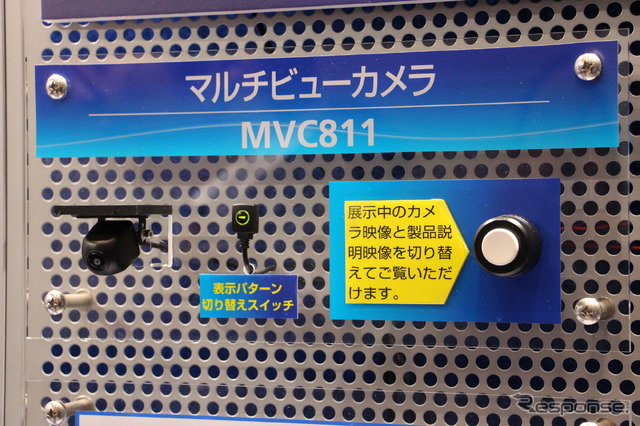 マルチビューカメラ
MVC811
展示中のカメ
ラ映像と製品説
明映像を切り替
えてご覧いただ
けます。
表示パターン
切り替えスイッチ
Response.